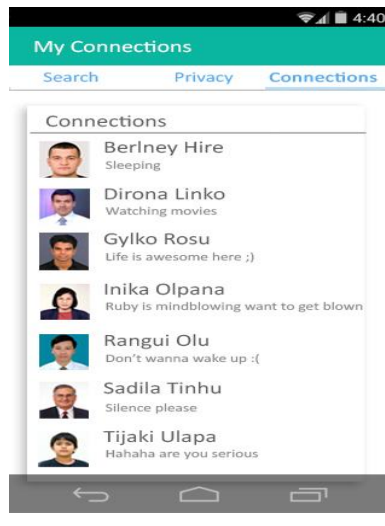 4:40
My Connections
Search Privacy Connections
Connections
Berlney Hire
Sleeping
Dirona Linko
Watching movies
Gylko Rosu
Life is awesome here ;)
Inika Olpana
Ruby is mindblowing want to get blown
Rangui Olu
Don't wanna wake up :(
Sadila Tinhu
Silence please
Tijaki Ulapa
Hahaha are you serious